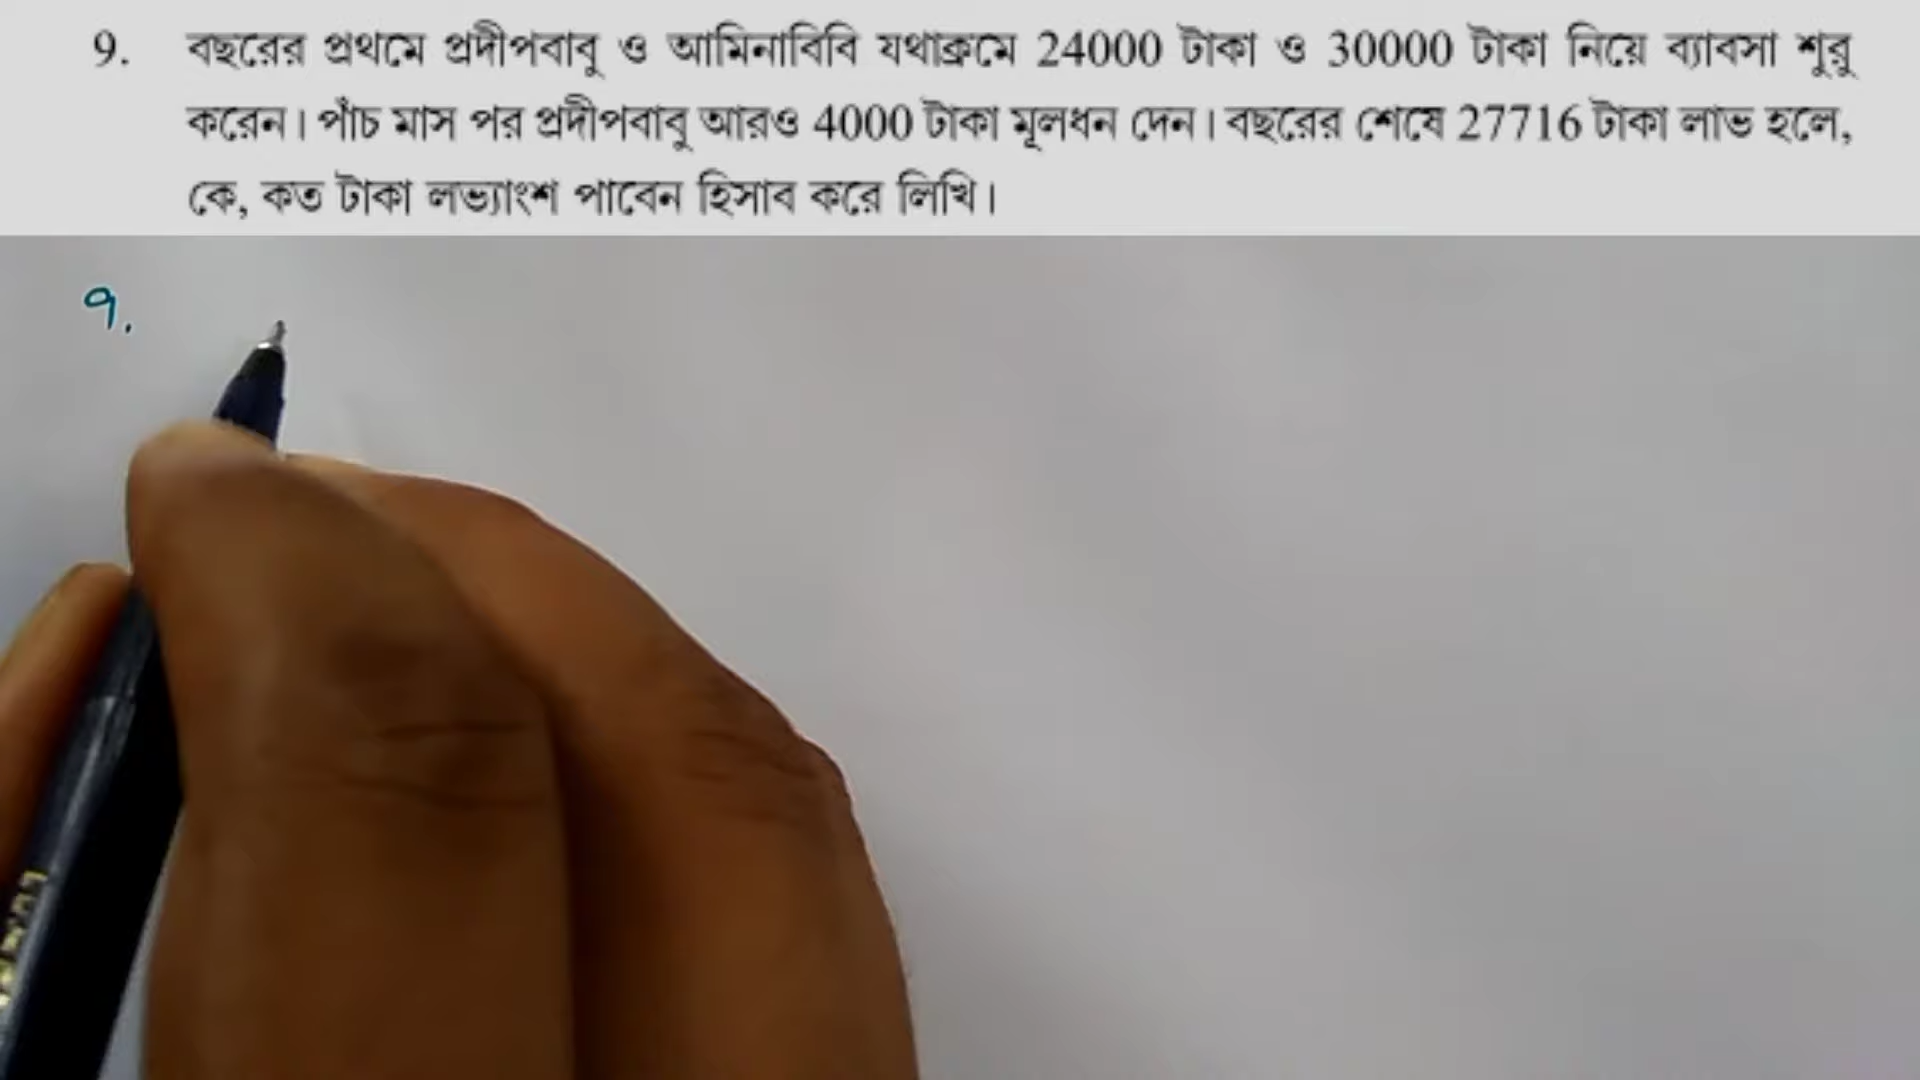 9. বছরের প্রথমে প্রদীপবাবু ও আমিনাবিবি যথাক্রমে 24000 টাকা ও 30000 টাকা নিয়ে ব্যাবসা শুরু
করেন। পাঁচ মাস পর প্রদীপবাবু আরও 4000 টাকা মূলধন দেন। বছরের শেষে 27716 টাকা লাভ হলে,
কে, কত টাকা লভ্যাংশ পাবেন হিসাব করে লিখি।
9.